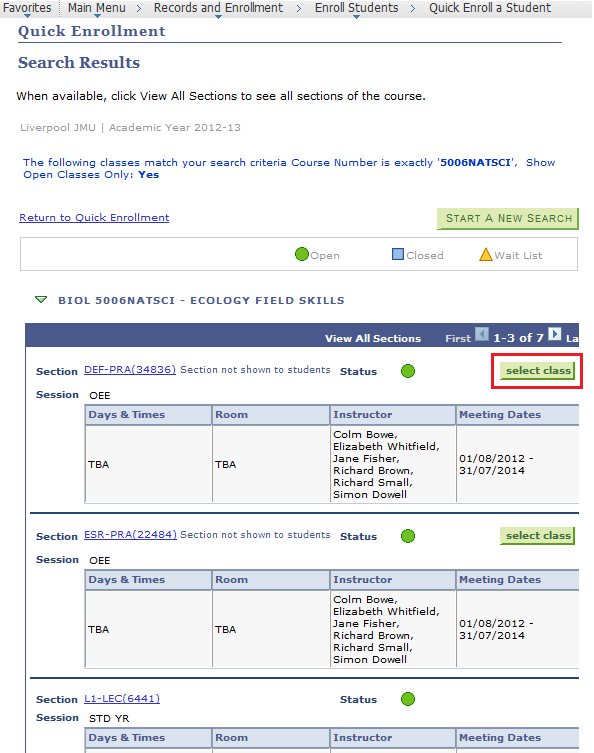 Favorites Main Menu > Records and Enrollment > Enroll Students > Quick Enroll a Student
Quick Enrollment
Search Results
When available, click View All Sections to see all sections of the course.
Liverpool JMU | Academic Year 2012-13
The following classes match your search criteria Course Number is exactly '5006NATSCI', Show
Open Classes Only: Yes
Return to Quick Enrollment START A NEW SEARCH
Open Closed Wait List
BIOL 5006NATSCI - ECOLOGY FIELD SKILLS
View All Sections First 1-3 of 7 La
Section DEF-PRA(34836) Section not shown to students Status select class
Session OEE
Days & Times Room Instructor Meeting Dates
TBA TBA Colm Bowe,
Elizabeth Whitfield,
Jane Fisher,
Richard Brown,
Richard Small,
Simon Dowell
01/08/2012 -
31/07/2014
Section ESR-PRA(22484) Section not shown to students Status select class
Session OEE
Days & Times Room Instructor Meeting Dates
TBA TBA Colm Bowe,
Elizabeth Whitfield,
Jane Fisher,
Richard Brown,
Richard Small,
Simon Dowell
01/08/2012 -
31/07/2014
Section L1-LEC(6441) Status
Session STD YR
Days & Times Room Instructor Meeting Dates